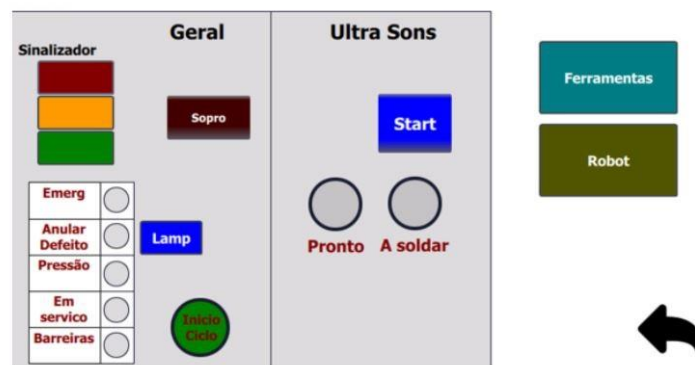 Geral
Sinalizador
Sopro
Emerg
Anular
Defeito
Pressão
Em
servico
Barreiras
Lamp
Inicio
Ciclo
Ultra Sons
Start
Pronto
A soldar
Ferramentas
Robot